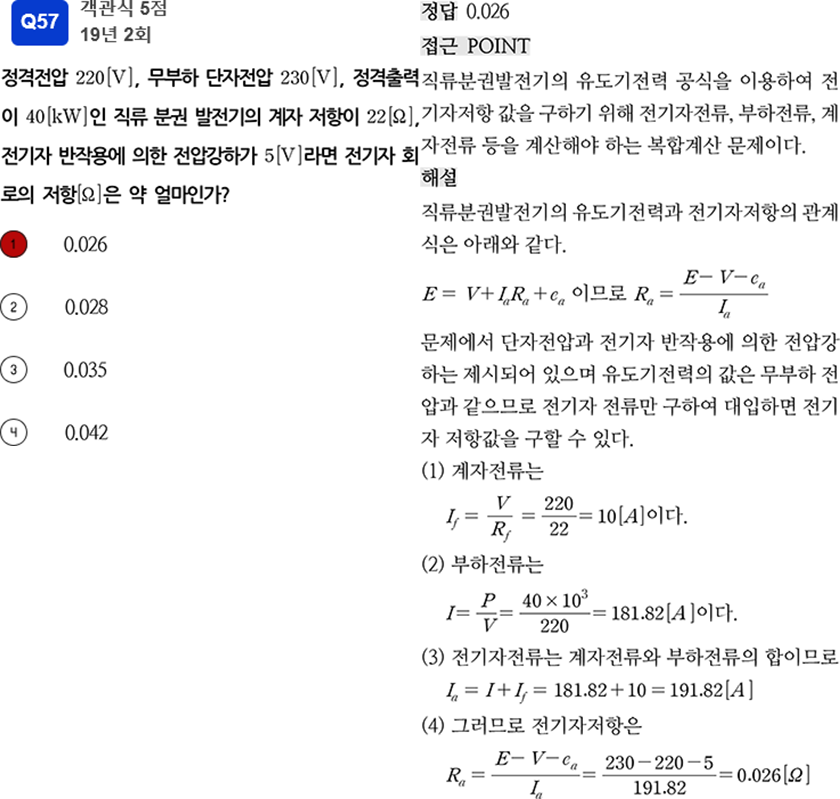 Q57
객관식 5점
19년 2회
정격전압 220[V], 무부하 단자전압 230[V], 정격출력
이 40[kW]인 직류 분권 발전기의 계자 저항이 22[Ω],
전기자 반작용에 의한 전압강하가 5[V]라면 전기자 회
로의 저항[Ω]은 약 얼마인가?
1 0.026
2 0.028
3 0.035
4 0.042
정답 0.026
접근 POINT
직류분권발전기의 유도기전력 공식을 이용하여 전
기자저항 값을 구하기 위해 전기자전류, 부하전류, 계
자전류 등을 계산해야 하는 복합계산 문제이다.
해설
직류분권발전기의 유도기전력과 전기자저항의 관계
식은 아래와 같다.
E = V+I_aR_a+e_a 이므로 R_a = (E-V-e_a)/I_a
문제에서 단자전압과 전기자 반작용에 의한 전압강
하는 제시되어 있으며 유도기전력의 값은 무부하 전
압과 같으므로 전기자 전류만 구하여 대입하면 전기
자 저항값을 구할 수 있다.
(1) 계자전류는
I_f = V/R_f = 220/22 = 10[A]이다.
(2) 부하전류는
I = P/V = (40×10^3)/220 = 181.82[A]이다.
(3) 전기자전류는 계자전류와 부하전류의 합이므로
I_a = I+I_f = 181.82+10 = 191.82[A]
(4) 그러므로 전기자저항은
R_a = (E-V-e_a)/I_a = (230-220-5)/191.82 = 0.026[Ω]